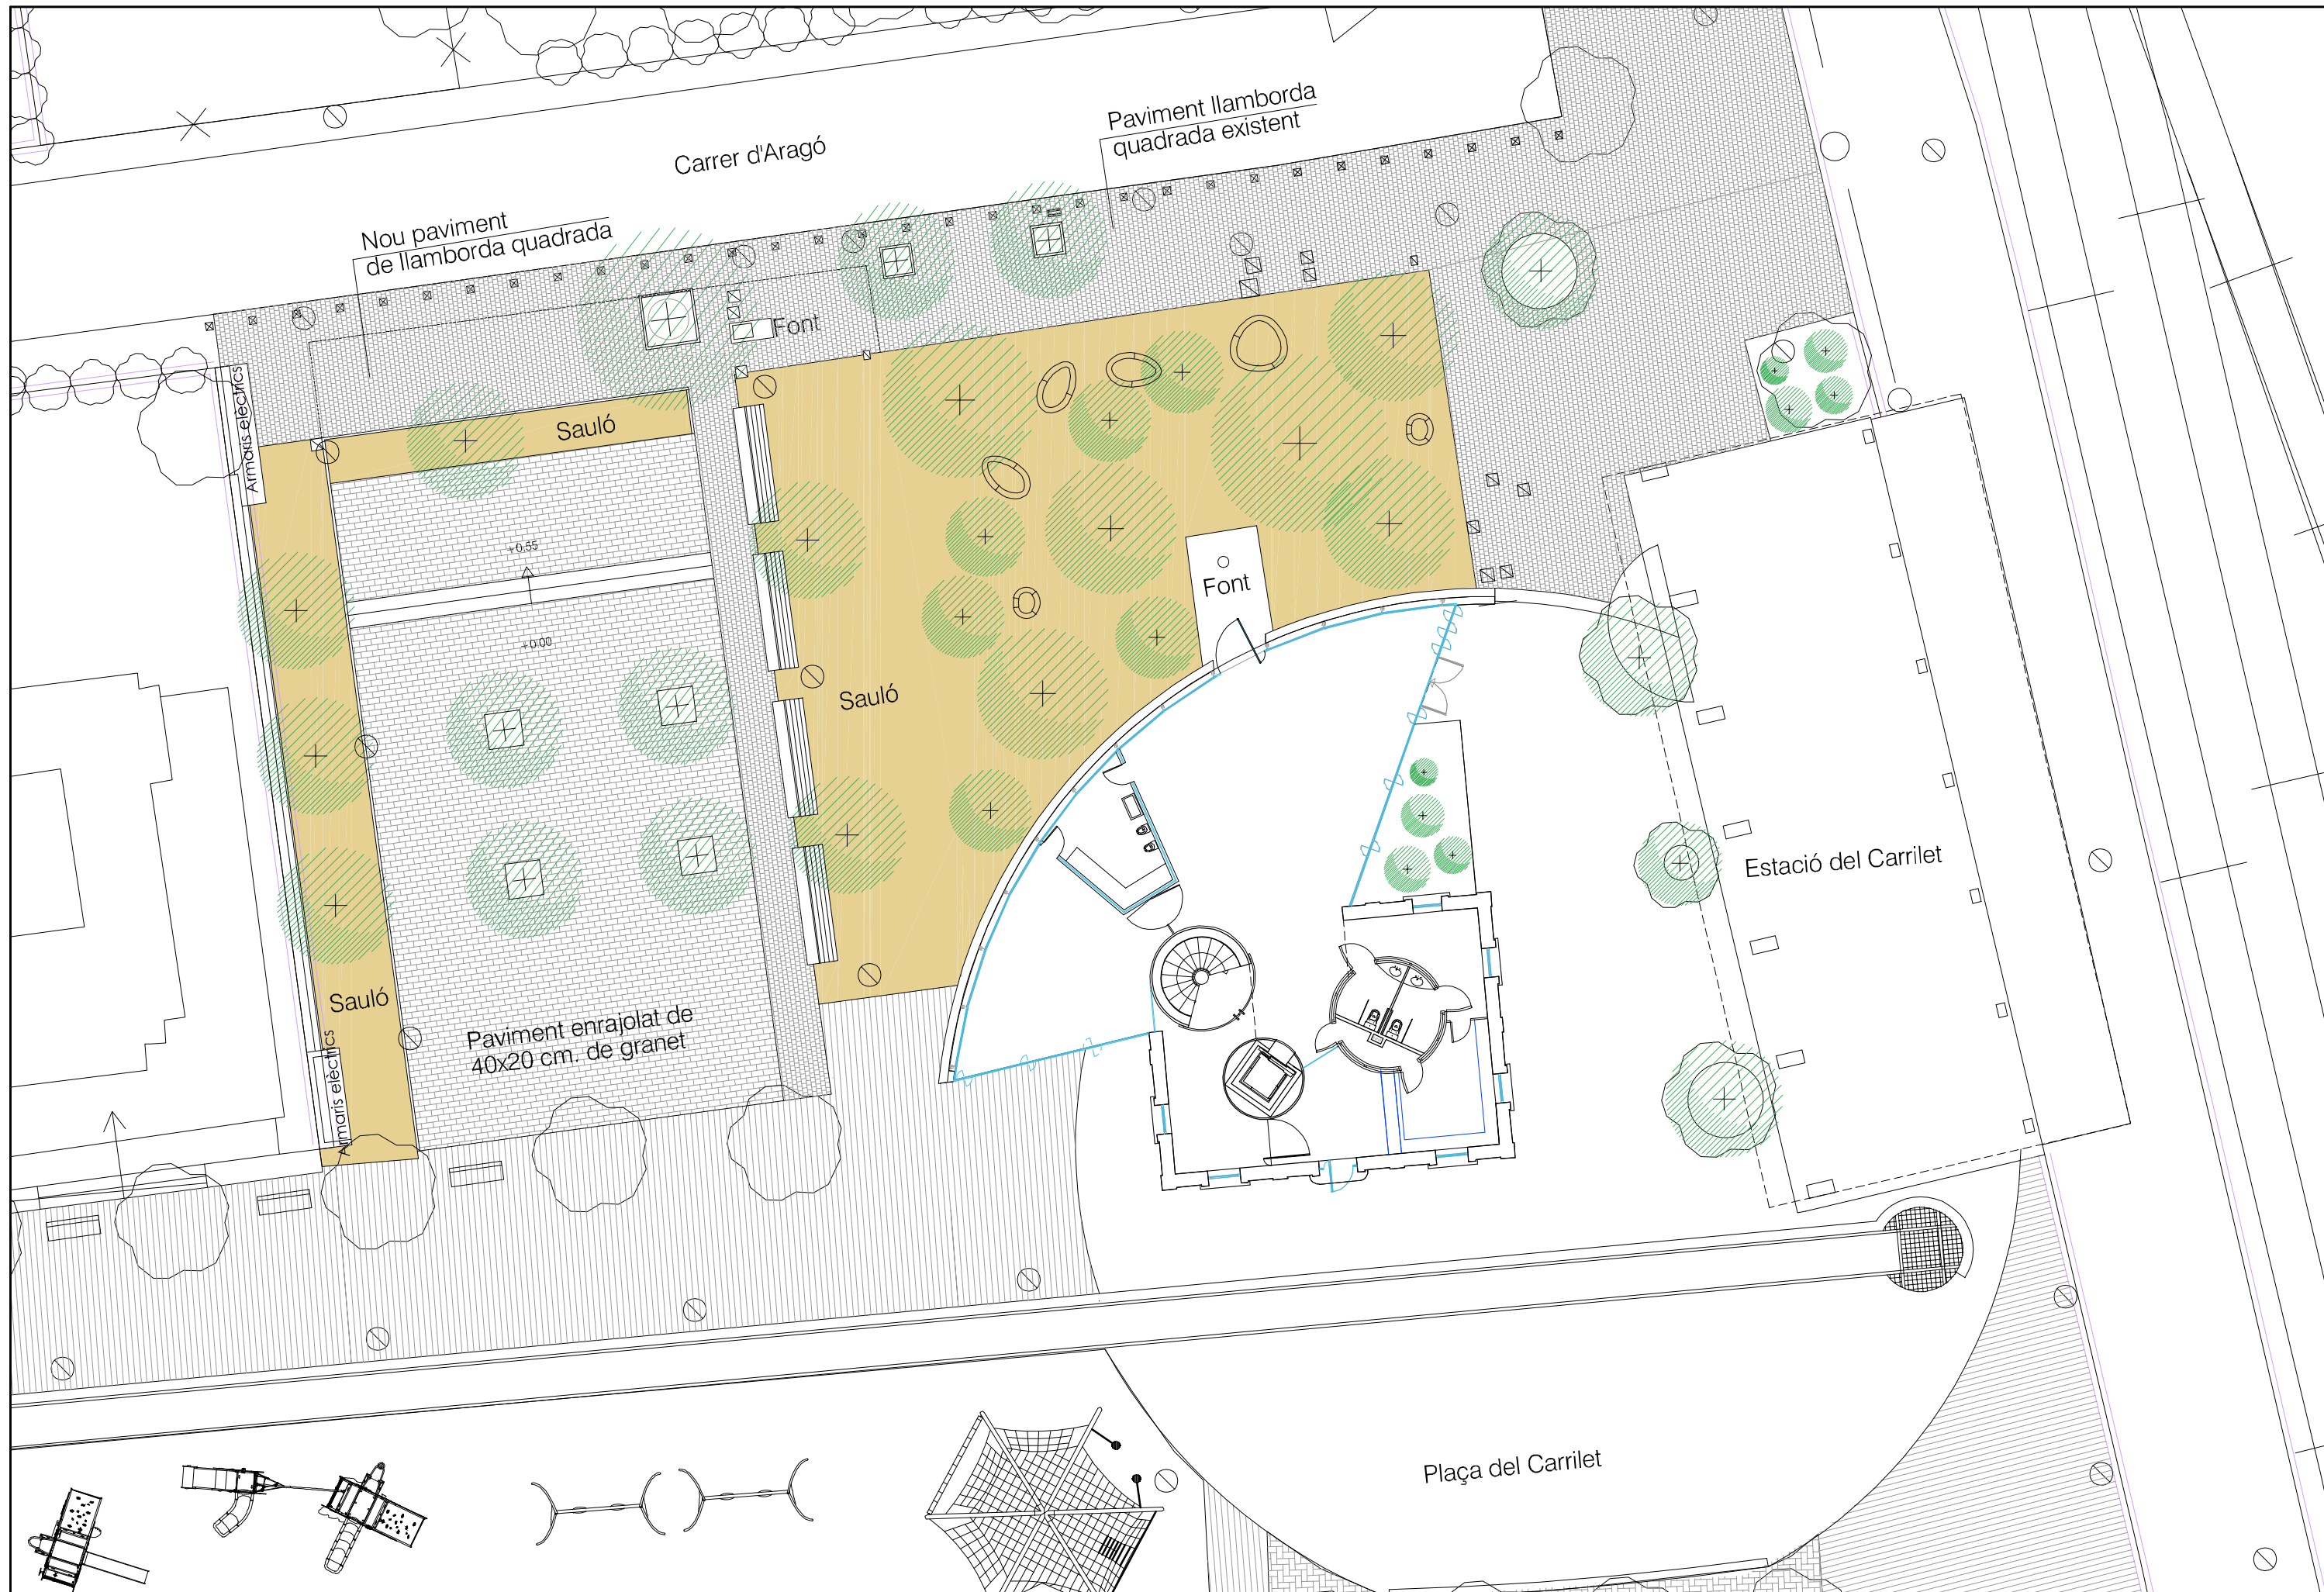 Paviment llamborda
quadrada existent
Carrer d'Aragó
Nou paviment
de llamborda quadrada
Font
Armaris elèctrics
Sauló
+0.55
Font
+0.00
Sauló
Estació del Carrilet
Sauló
Paviment enrajolat de
40x20 cm. de granet
Armaris elèctrics
Plaça del Carrilet